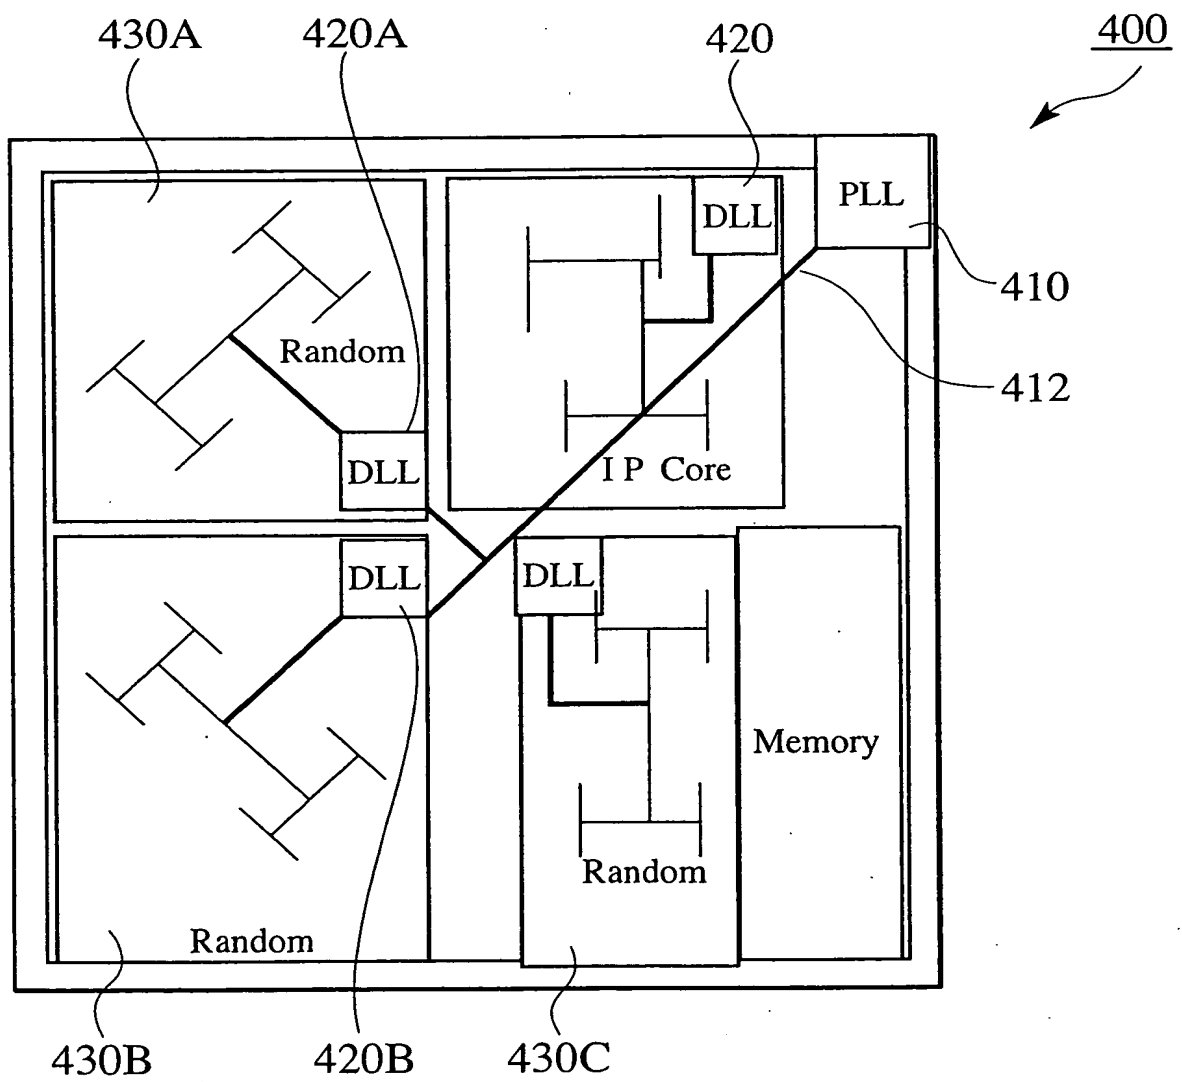 430A
420A
420
400
PLL
DLL
410
Random
412
DLL
I P Core
DLL
DLL
Memory
Random
Random
430B
420B
430C